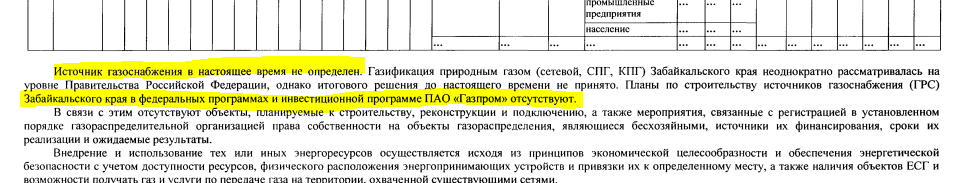 промышленные ... ...
предприятия
население ... ...
... ... ... ... ... ... ...
Источник газоснабжения в настоящее время не определен. Газификация природным газом (сетевой, СПГ, КПГ) Забайкальского края неоднократно рассматривалась на
уровне Правительства Российской Федерации, однако итогового решения до настоящего времени не принято. Планы по строительству источников газоснабжения (ГРС)
Забайкальского края в федеральных программах и инвестиционной программе ПАО «Газпром» отсутствуют.
В связи с этим отсутствуют объекты, планируемые к строительству, реконструкции и подключению, а также мероприятия, связанные с регистрацией в установленном
порядке газораспределительной организацией права собственности на объекты газораспределения, являющиеся бесхозяйными, источники их финансирования, сроки их
реализации и ожидаемые результаты.
Внедрение и использование тех или иных энергоресурсов осуществляется исходя из принципов экономической целесообразности и обеспечения энергетической
безопасности с учетом доступности ресурсов, физического расположения энергопринимающих устройств и привязки их к определенному месту, а также наличия объектов ЕСГ и
возможности получать газ и услуги по передаче газа на территории, охваченной существующими сетями.